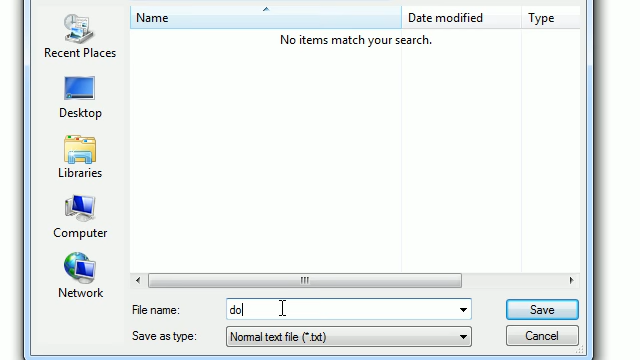 Name Date modified Type
No items match your search.
Recent Places
Desktop
Libraries
Computer
Network
File name: do Save
Save as type: Normal text file (*.txt) Cancel